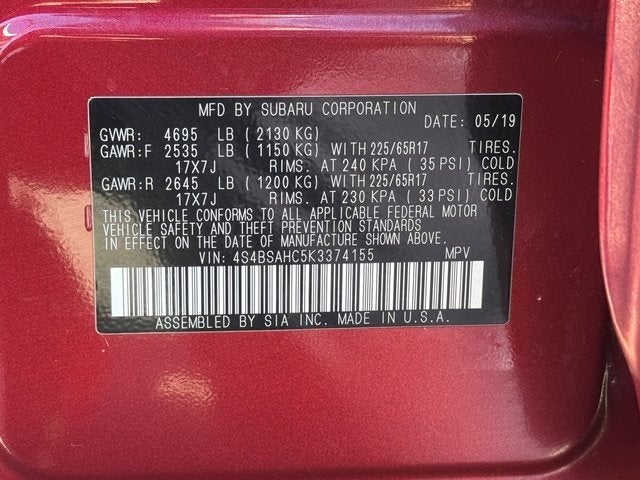 MFD BY SUBARU CORPORATION DATE: 05/19
GVWR: 4695 LB ( 2130 KG)
GAWR:F 2535 LB ( 1150 KG) WITH 225/65R17 TIRES.
17X7J RIMS. AT 240 KPA ( 35 PSI) COLD
GAWR:R 2645 LB ( 1200 KG) WITH 225/65R17 TIRES.
17X7J RIMS. AT 230 KPA ( 33 PSI) COLD
THIS VEHICLE CONFORMS TO ALL APPLICABLE FEDERAL MOTOR
VEHICLE SAFETY AND THEFT PREVENTION STANDARDS
IN EFFECT ON THE DATE OF MANUFACTURE SHOWN ABOVE.
VIN: 4S4BSAHC5K3374155 MPV
ASSEMBLED BY SIA INC. MADE IN U.S.A.